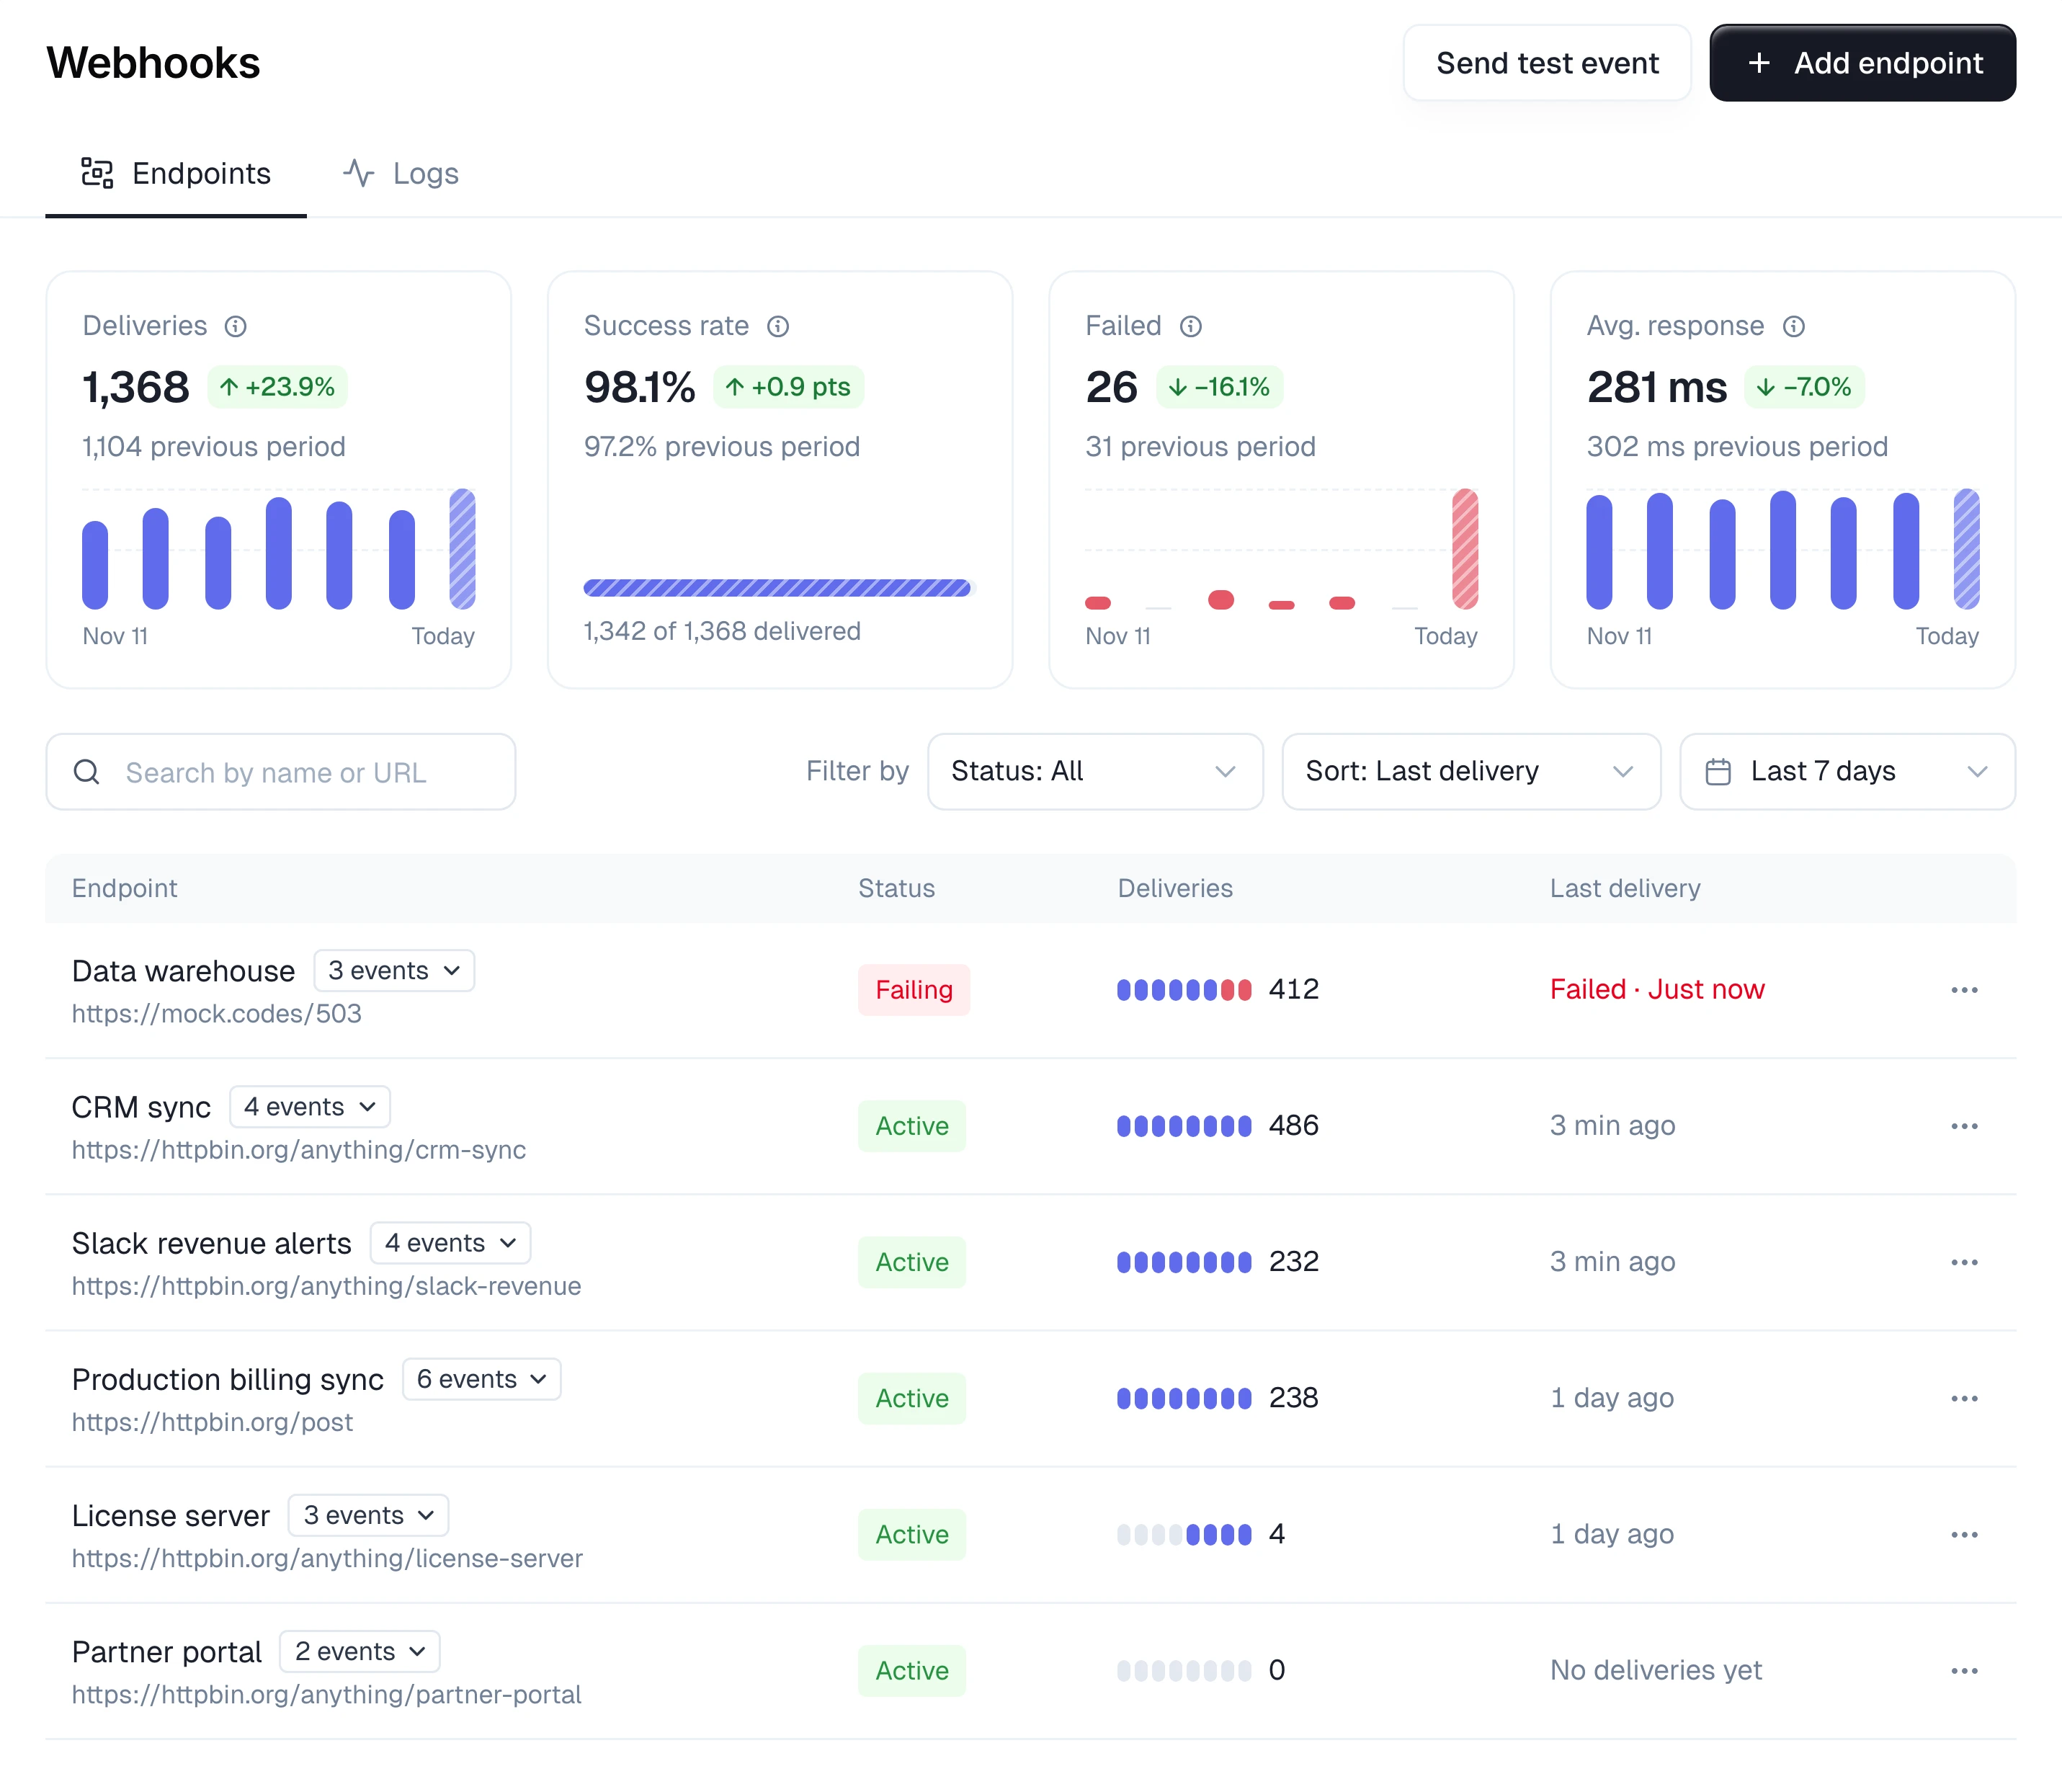 Webhooks
Send test event
+ Add endpoint
Endpoints
Logs
Deliveries
1,368 ↑ +23.9%
1,104 previous period
Nov 11 Today
Success rate
98.1% ↑ +0.9 pts
97.2% previous period
1,342 of 1,368 delivered
Failed
26 ↓ −16.1%
31 previous period
Nov 11 Today
Avg. response
281 ms ↓ −7.0%
302 ms previous period
Nov 11 Today
Search by name or URL
Filter by
Status: All
Sort: Last delivery
Last 7 days
Endpoint Status Deliveries Last delivery
Data warehouse 3 events
https://mock.codes/503
Failing 412 Failed · Just now
CRM sync 4 events
https://httpbin.org/anything/crm-sync
Active 486 3 min ago
Slack revenue alerts 4 events
https://httpbin.org/anything/slack-revenue
Active 232 3 min ago
Production billing sync 6 events
https://httpbin.org/post
Active 238 1 day ago
License server 3 events
https://httpbin.org/anything/license-server
Active 4 1 day ago
Partner portal 2 events
https://httpbin.org/anything/partner-portal
Active 0 No deliveries yet